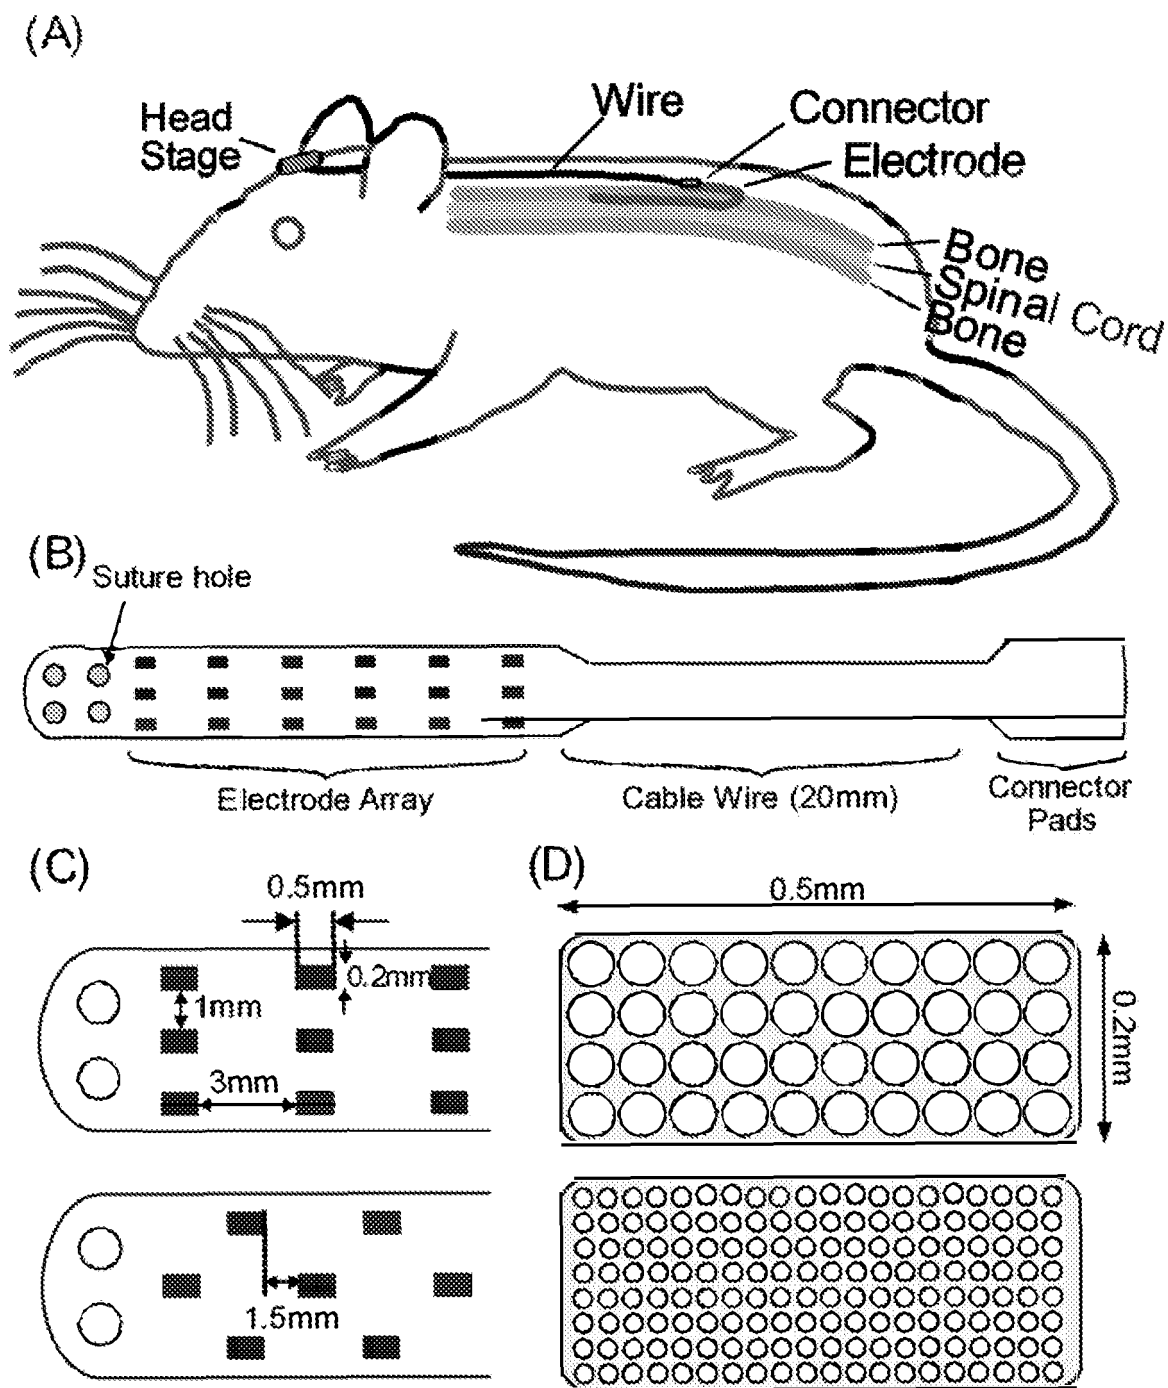 (A)
Head
Stage
Wire
Connector
Electrode
Bone
Spinal Cord
Bone
(B)
Suture hole
Electrode Array
Cable Wire (20mm)
Connector
Pads
(C)
0.5mm
0.2mm
1mm
3mm
1.5mm
(D)
0.5mm
0.2mm